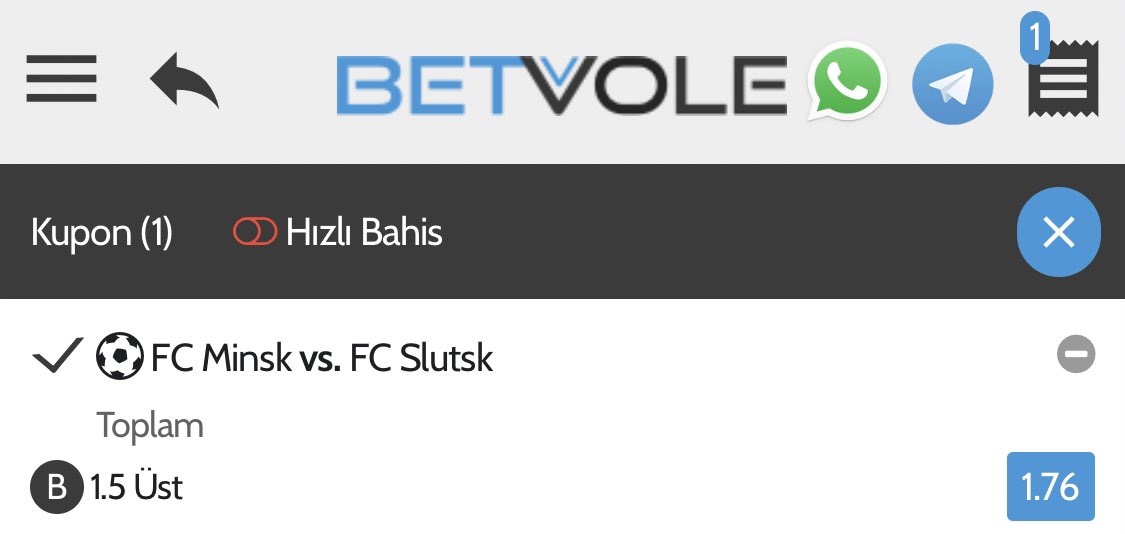 BETVOLE
1
Kupon (1) Hızlı Bahis
FC Minsk vs. FC Slutsk
Toplam
B 1.5 Üst 1.76